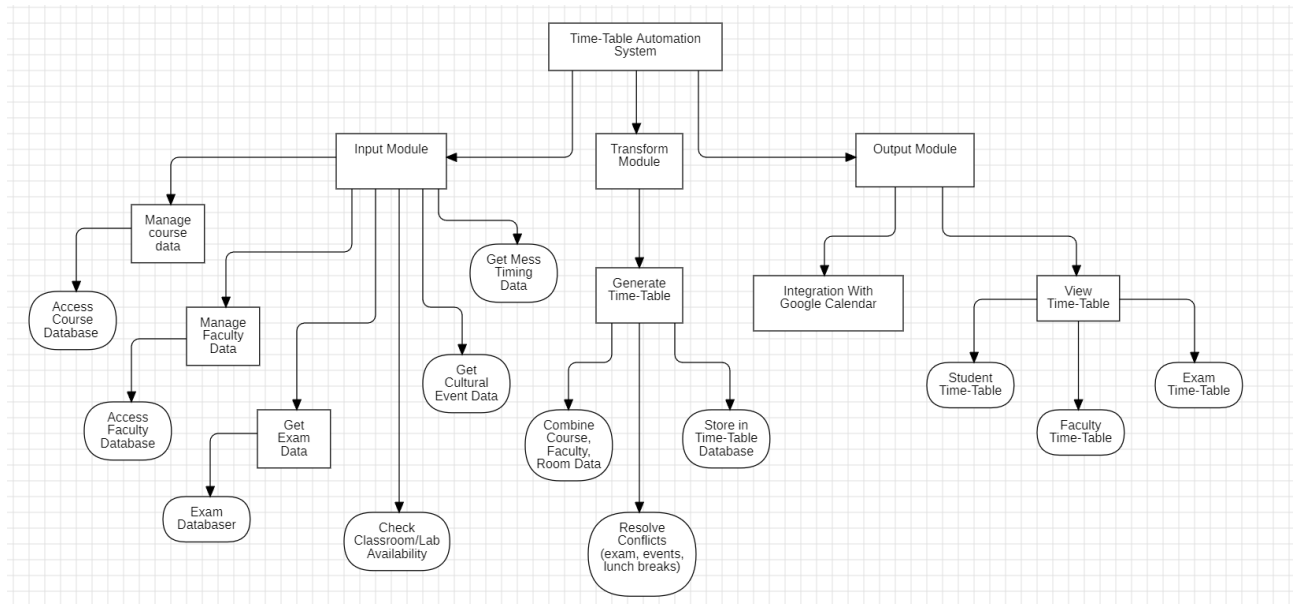 Time-Table Automation
System
Input Module
Transform
Module
Output Module
Manage
course
data
Access
Course
Database
Manage
Faculty
Data
Access
Faculty
Database
Get
Exam
Data
Exam
Databaser
Check
Classroom/Lab
Availability
Get
Cultural
Event Data
Get Mess
Timing
Data
Generate
Time-Table
Combine
Course,
Faculty,
Room Data
Resolve
Conflicts
(exam, events,
lunch breaks)
Store in
Time-Table
Database
Integration With
Google Calendar
View
Time-Table
Student
Time-Table
Faculty
Time-Table
Exam
Time-Table